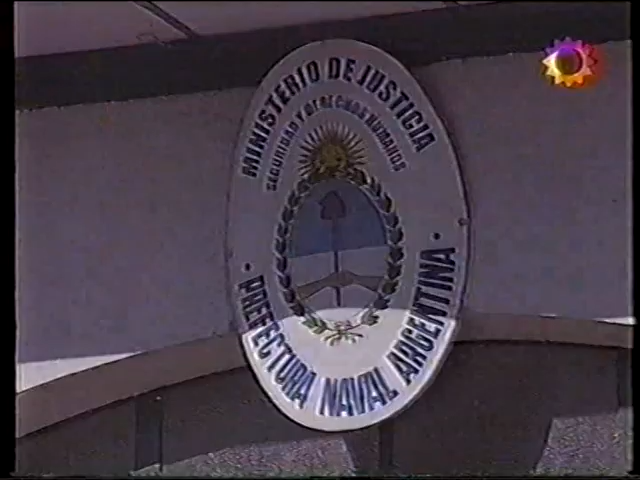 MINISTERIO DE JUSTICIA
SEGURIDAD Y DERECHOS HUMANOS
PREFECTURA NAVAL ARGENTINA